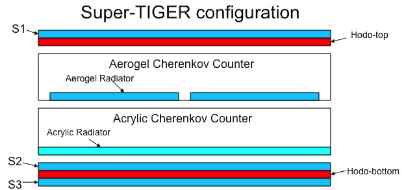 Super-TIGER configuration
S1
Hodo-top
Aerogel Cherenkov Counter
Aerogel Radiator
Acrylic Cherenkov Counter
Acrylic Radiator
S2
Hodo-bottom
S3